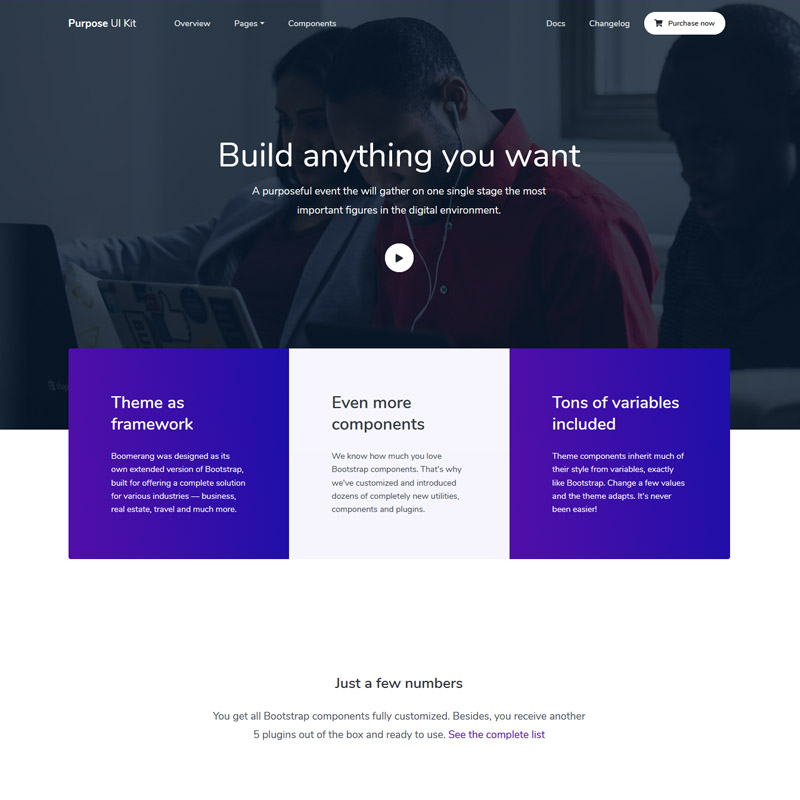 Purpose UI Kit Overview Pages Components Docs Changelog Purchase now
Build anything you want
A purposeful event the will gather on one single stage the most
important figures in the digital environment.
Theme as
framework
Boomerang was designed as its
own extended version of Bootstrap,
built for offering a complete solution
for various industries — business,
real estate, travel and much more.
Even more
components
We know how much you love
Bootstrap components. That's why
we've customized and introduced
dozens of completely new utilities,
components and plugins.
Tons of variables
included
Theme components inherit much of
their style from variables, exactly
like Bootstrap. Change a few values
and the theme adapts. It's never
been easier!
Just a few numbers
You get all Bootstrap components fully customized. Besides, you receive another
5 plugins out of the box and ready to use. See the complete list